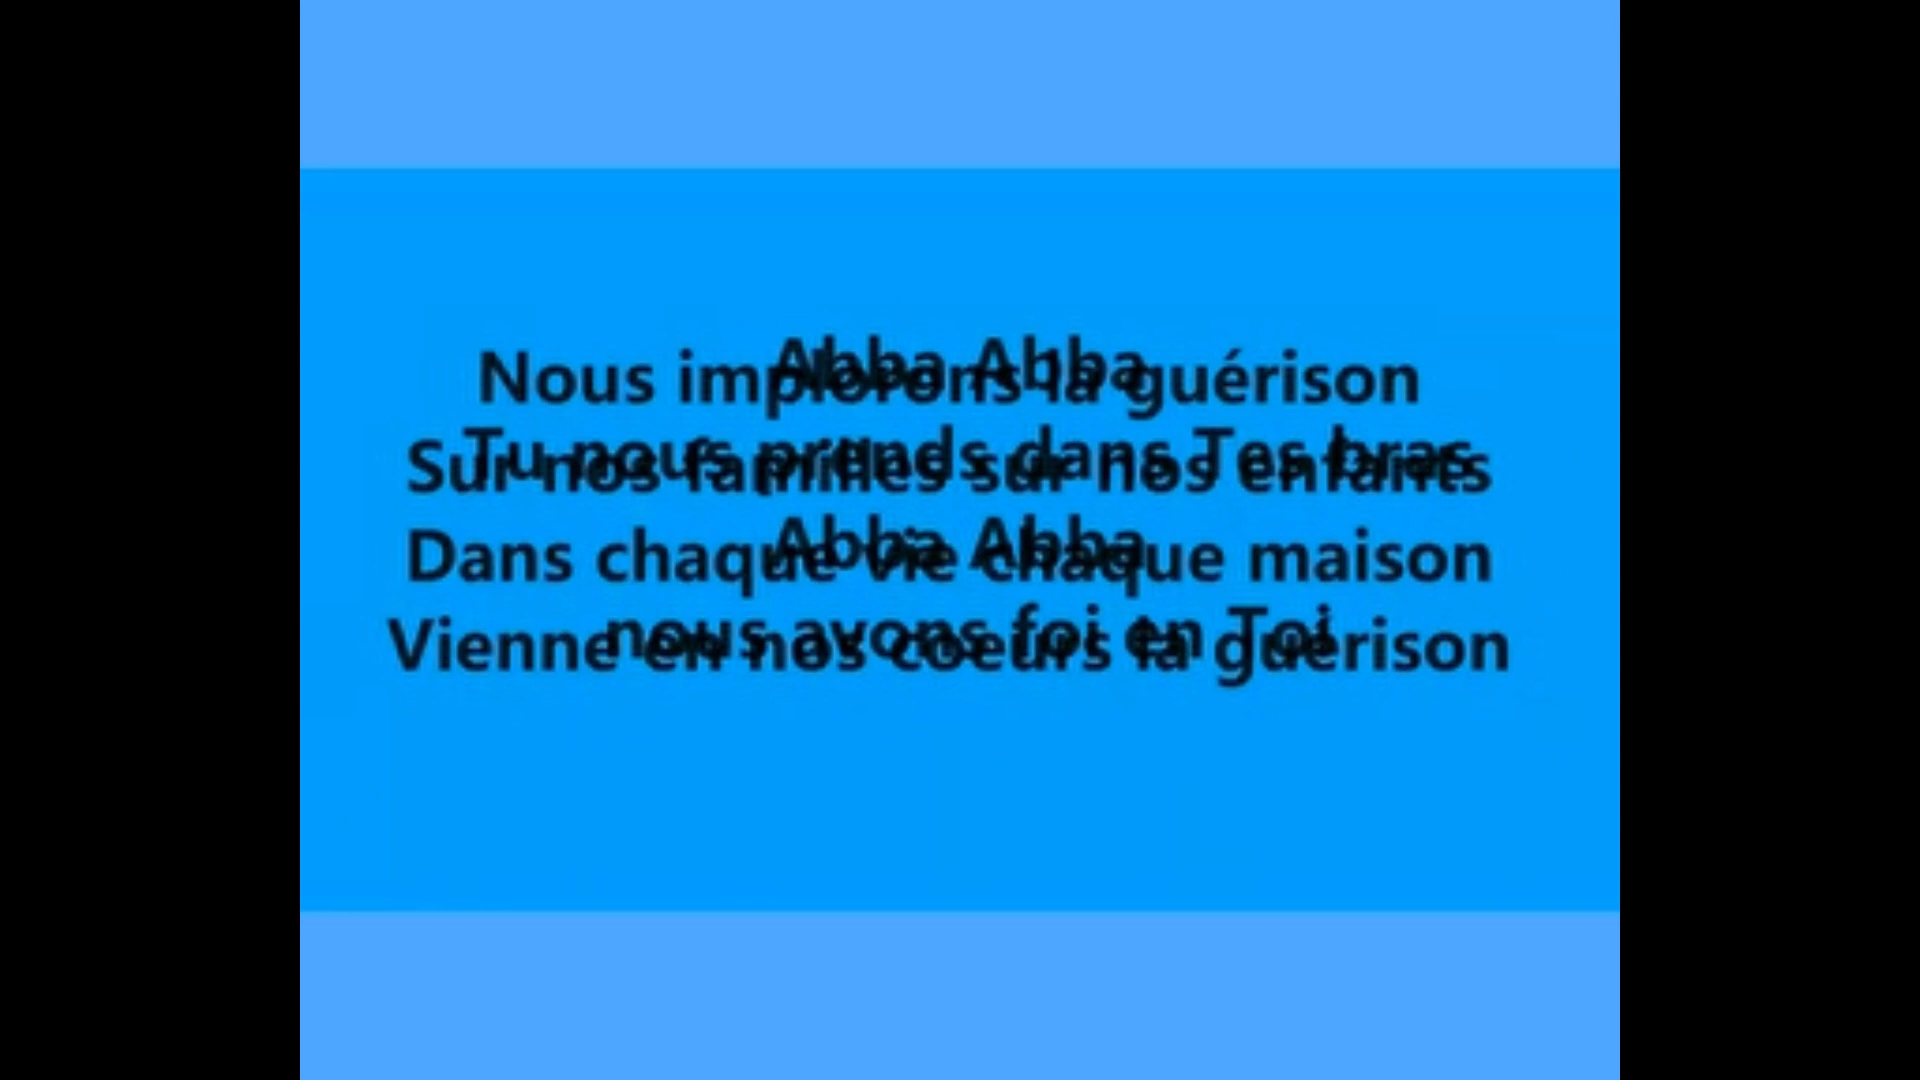 Abba Abba
Tu nous prends dans Tes bras
Abba Abba
nous avons foi en Toi
Nous implorons la guérison
Sur nos familles sur nos enfants
Dans chaque vie chaque maison
Vienne en nos coeurs la guérison